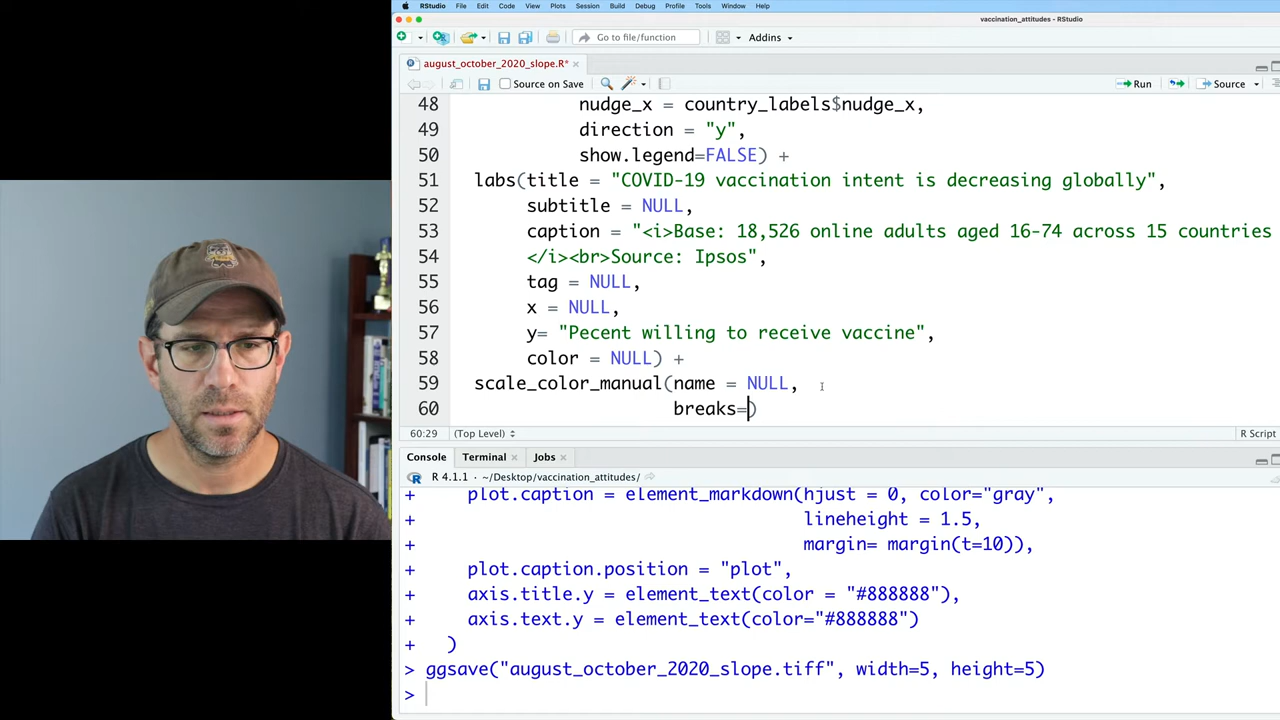 RStudio File Edit Code View Plots Session Build Debug Profile Tools Window Help
vaccination_attitudes - RStudio
Go to file/function Addins
august_october_2020_slope.R*
Source on Save Run Source
48 nudge_x = country_labels$nudge_x,
49 direction = "y",
50 show.legend=FALSE) +
51 labs(title = "COVID-19 vaccination intent is decreasing globally",
52 subtitle = NULL,
53 caption = "<i>Base: 18,526 online adults aged 16-74 across 15 countries
54 </i><br>Source: Ipsos",
55 tag = NULL,
56 x = NULL,
57 y= "Pecent willing to receive vaccine",
58 color = NULL) +
59 scale_color_manual(name = NULL,
60 breaks=)
60:29 (Top Level) R Script
Console Terminal Jobs
R 4.1.1 · ~/Desktop/vaccination_attitudes/
+ plot.caption = element_markdown(hjust = 0, color="gray",
+ lineheight = 1.5,
+ margin= margin(t=10)),
+ plot.caption.position = "plot",
+ axis.title.y = element_text(color = "#888888"),
+ axis.text.y = element_text(color="#888888")
+ )
> ggsave("august_october_2020_slope.tiff", width=5, height=5)
>